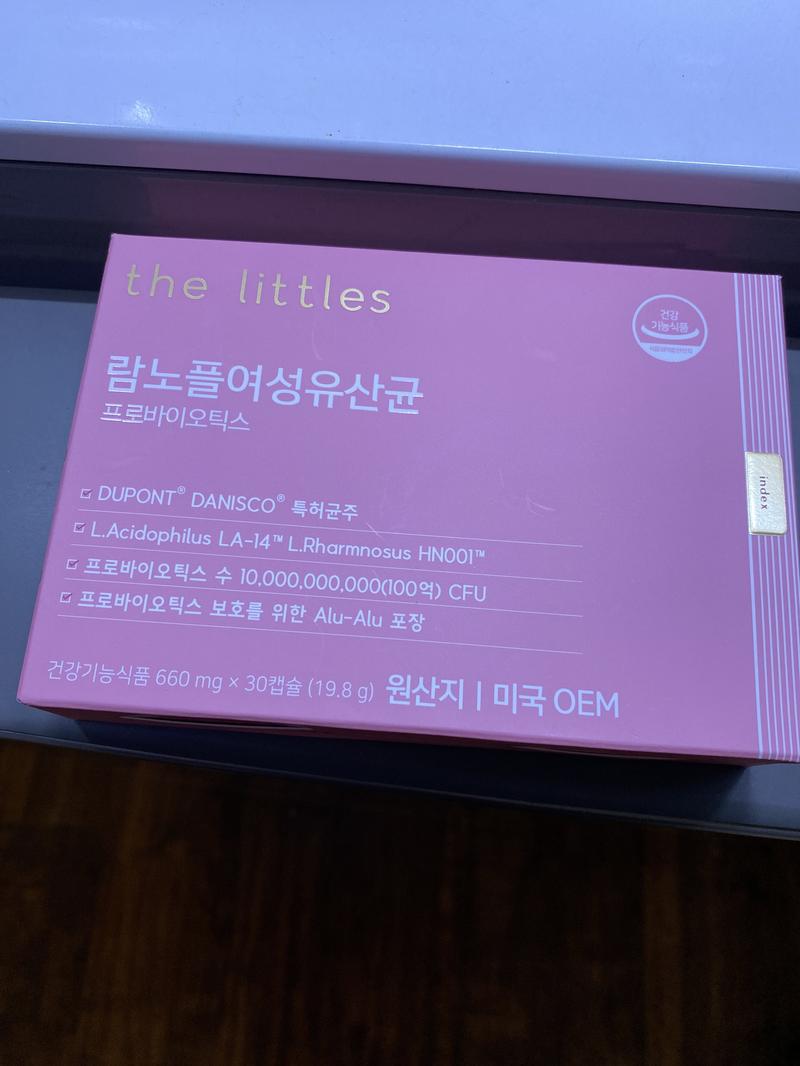 the littles
건강
기능식품
람노플여성유산균
프로바이오틱스
index
DUPONT® DANISCO® 특허균주
L.Acidophilus LA-14™ L.Rharmnosus HN001™
프로바이오틱스 수 10,000,000,000(100억) CFU
프로바이오틱스 보호를 위한 Alu-Alu 포장
건강기능식품 660 mg × 30캡슐 (19.8 g) 원산지 | 미국 OEM